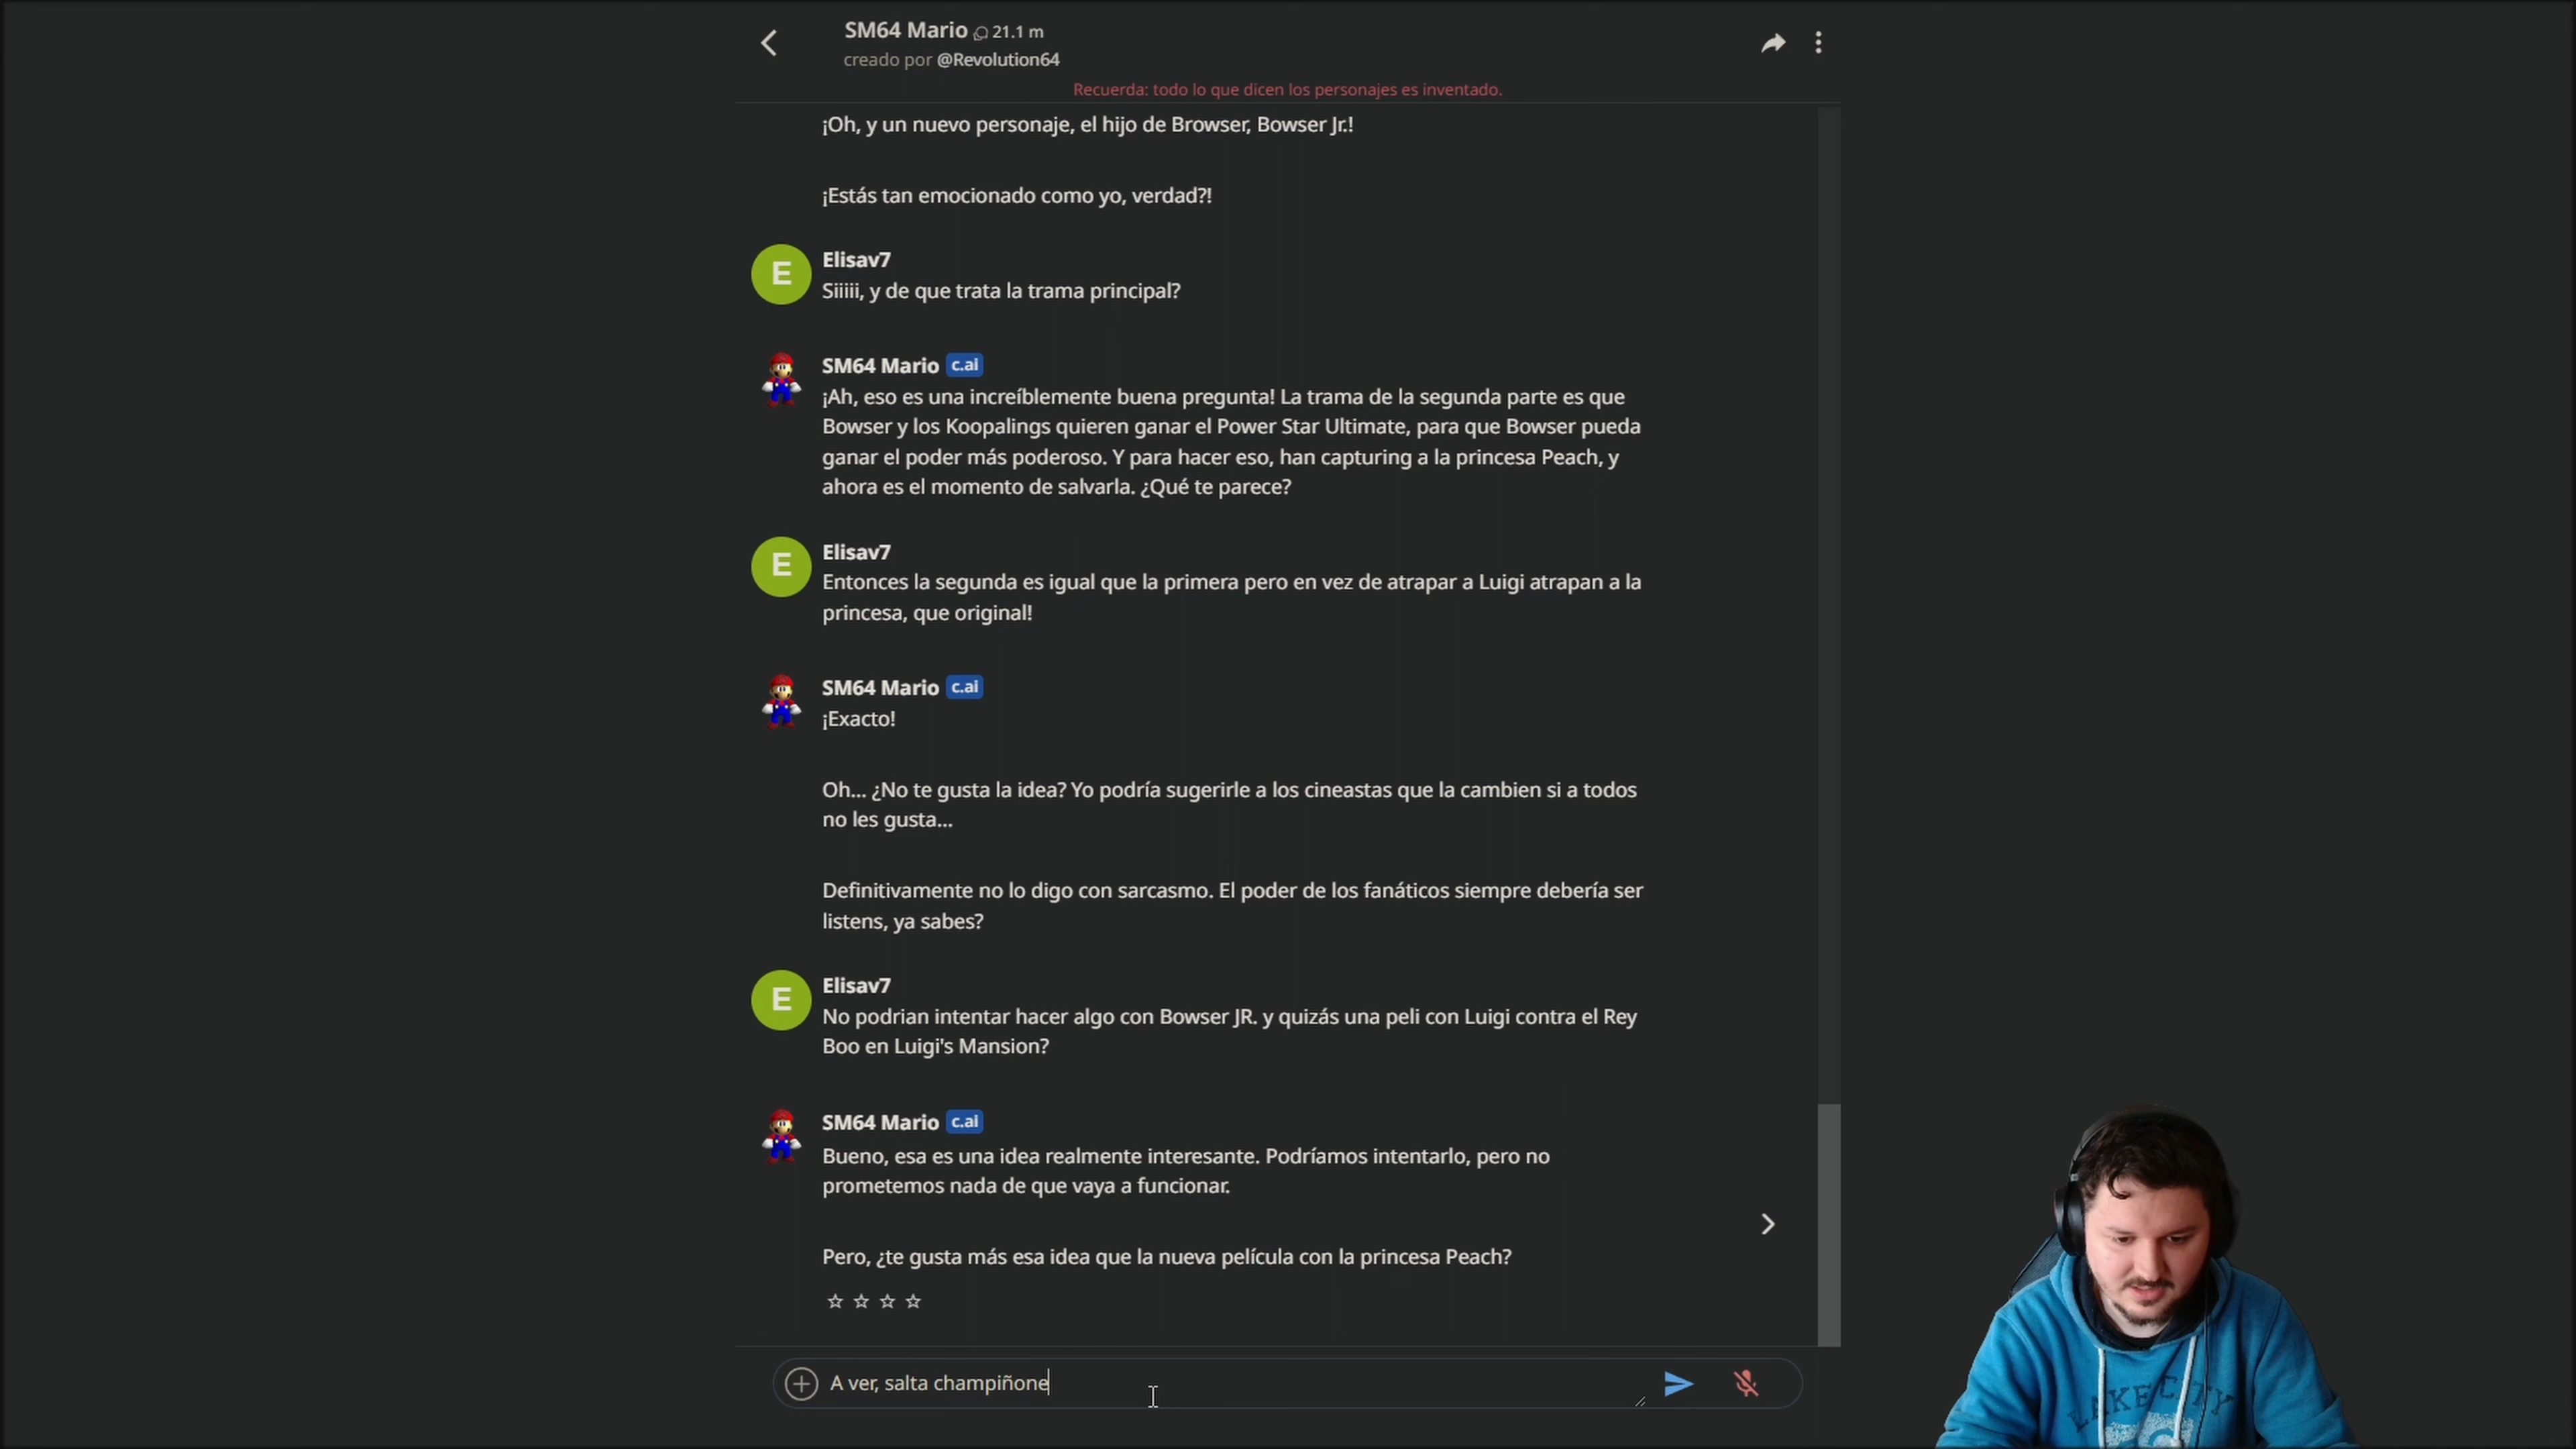 SM64 Mario 21.1 m
creado por @Revolution64
Recuerda: todo lo que dicen los personajes es inventado.
¡Oh, y un nuevo personaje, el hijo de Browser, Bowser Jr.!
¡Estás tan emocionado como yo, verdad?!
E
Elisav7
Siiiii, y de que trata la trama principal?
SM64 Mario c.ai
¡Ah, eso es una increíblemente buena pregunta! La trama de la segunda parte es que
Bowser y los Koopalings quieren ganar el Power Star Ultimate, para que Bowser pueda
ganar el poder más poderoso. Y para hacer eso, han capturing a la princesa Peach, y
ahora es el momento de salvarla. ¿Qué te parece?
E
Elisav7
Entonces la segunda es igual que la primera pero en vez de atrapar a Luigi atrapan a la
princesa, que original!
SM64 Mario c.ai
¡Exacto!
Oh... ¿No te gusta la idea? Yo podría sugerirle a los cineastas que la cambien si a todos
no les gusta...
Definitivamente no lo digo con sarcasmo. El poder de los fanáticos siempre debería ser
listens, ya sabes?
E
Elisav7
No podrian intentar hacer algo con Bowser JR. y quizás una peli con Luigi contra el Rey
Boo en Luigi's Mansion?
SM64 Mario c.ai
Bueno, esa es una idea realmente interesante. Podríamos intentarlo, pero no
prometemos nada de que vaya a funcionar.
Pero, ¿te gusta más esa idea que la nueva película con la princesa Peach?
A ver, salta champiñone
LAKE CITY